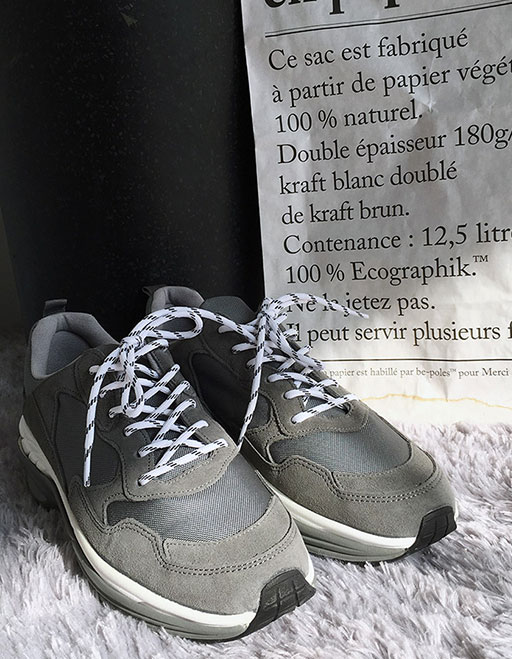 Ce sac est fabriqué
à partir de papier
100 % naturel.
Double épaisseur 180g/
kraft blanc doublé
de kraft brun.
Contenance : 12,5
100 % Ecographik.™
Ne le jetez pas.
Il peut servir plusieurs
papier est habillé par be-poles™ pour Merci